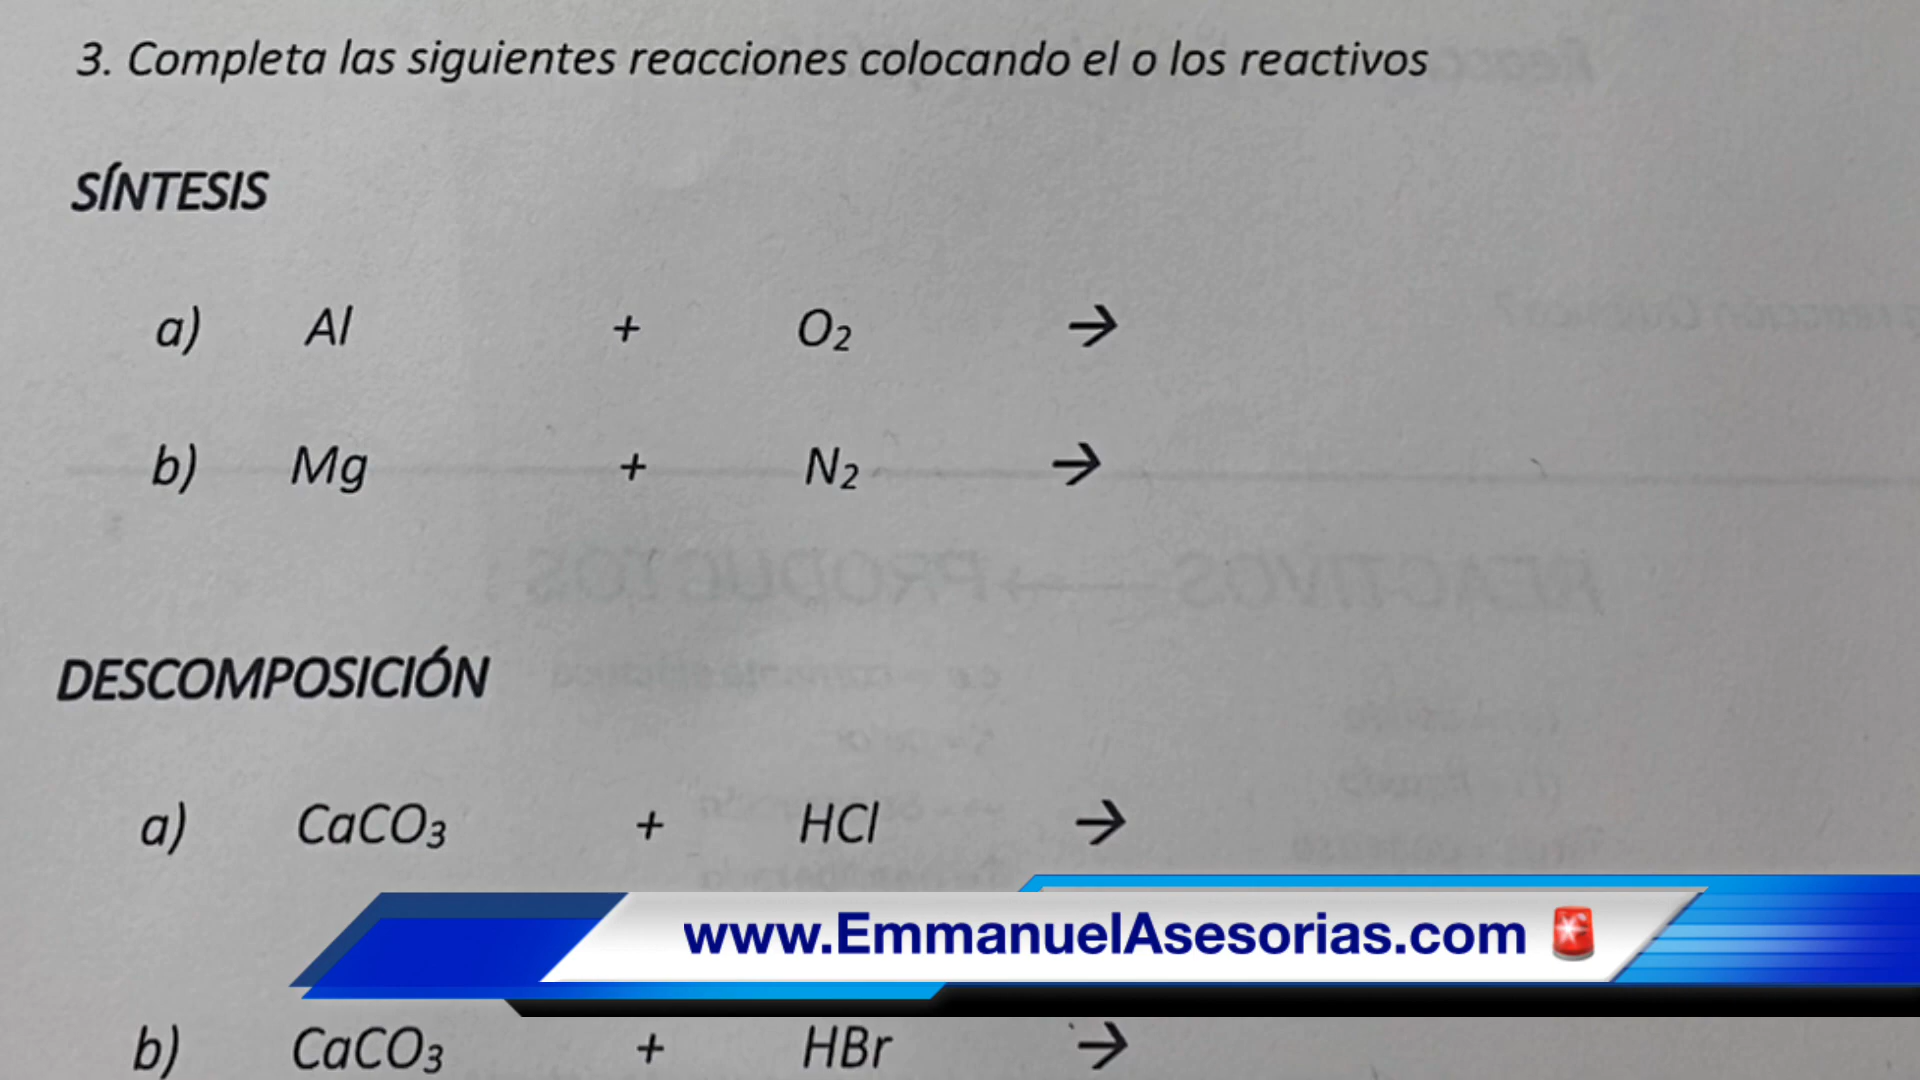 3. Completa las siguientes reacciones colocando el o los reactivos
SÍNTESIS
a) Al + O₂ →
b) Mg + N₂ →
DESCOMPOSICIÓN
a) CaCO₃ + HCl →
www.EmmanuelAsesorias.com
b) CaCO₃ + HBr →